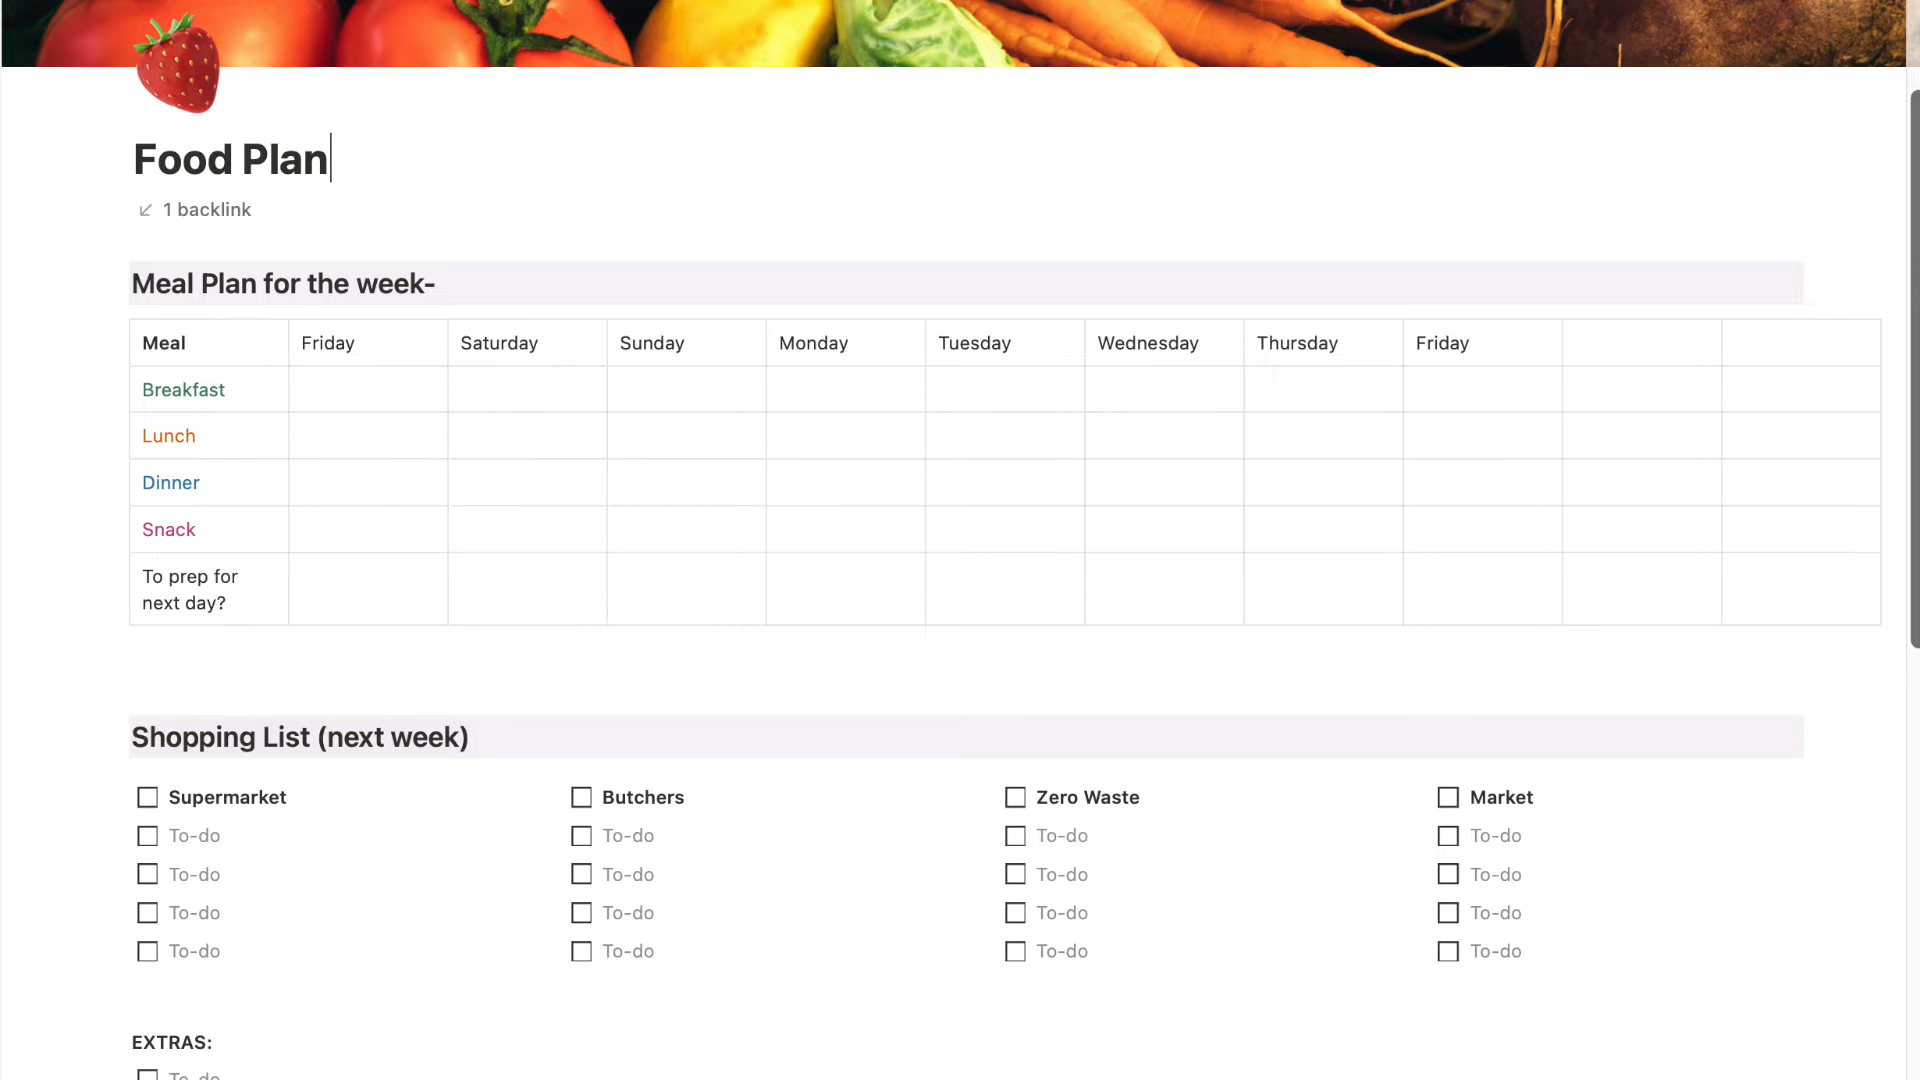 Food Plan
1 backlink
Meal Plan for the week-
Meal Friday Saturday Sunday Monday Tuesday Wednesday Thursday Friday
Breakfast
Lunch
Dinner
Snack
To prep for
next day?
Shopping List (next week)
Supermarket Butchers Zero Waste Market
To-do To-do To-do To-do
To-do To-do To-do To-do
To-do To-do To-do To-do
To-do To-do To-do To-do
EXTRAS:
To-do